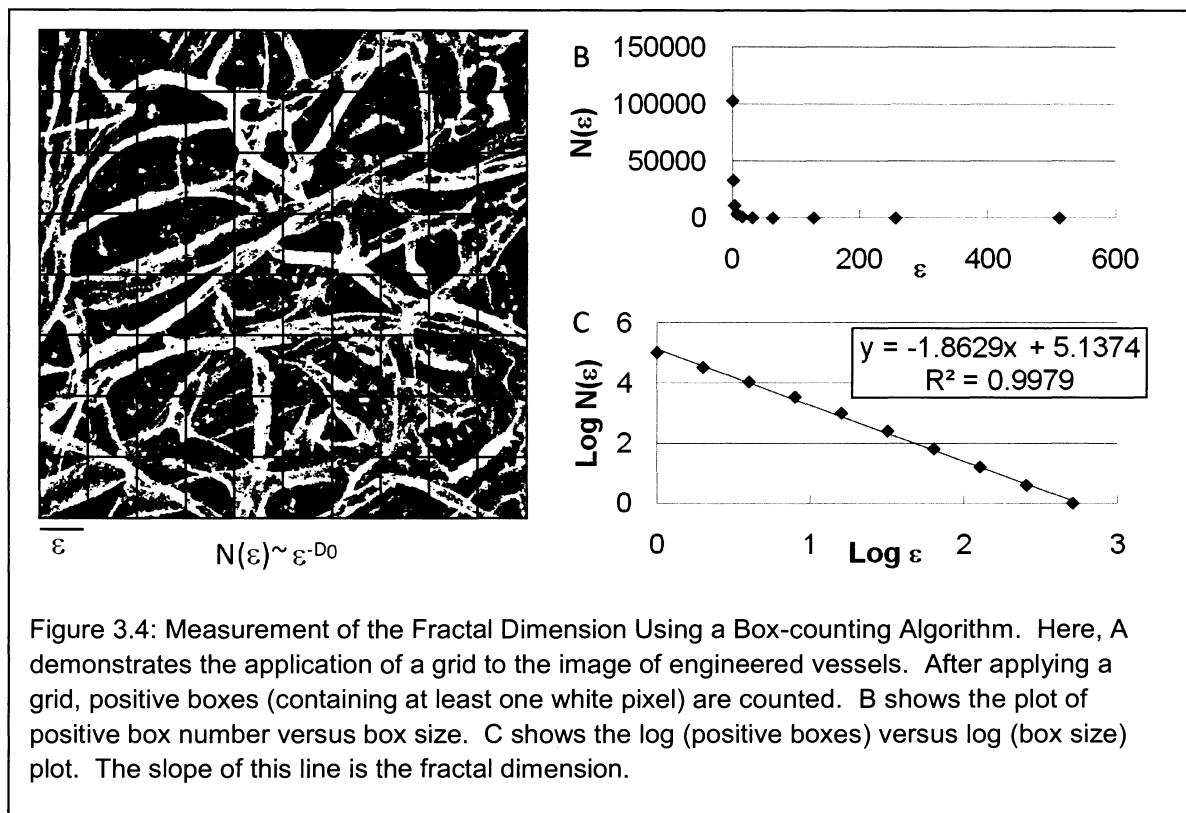 ε
N(ε)~ε-D0
B
150000
100000
50000
0
N(ε)
0
200
ε
400
600
C
6
4
2
0
Log N(ε)
y = -1.8629x + 5.1374
R² = 0.9979
0
1
2
3
Log ε
Figure 3.4: Measurement of the Fractal Dimension Using a Box-counting Algorithm. Here, A
demonstrates the application of a grid to the image of engineered vessels. After applying a
grid, positive boxes (containing at least one white pixel) are counted. B shows the plot of
positive box number versus box size. C shows the log (positive boxes) versus log (box size)
plot. The slope of this line is the fractal dimension.